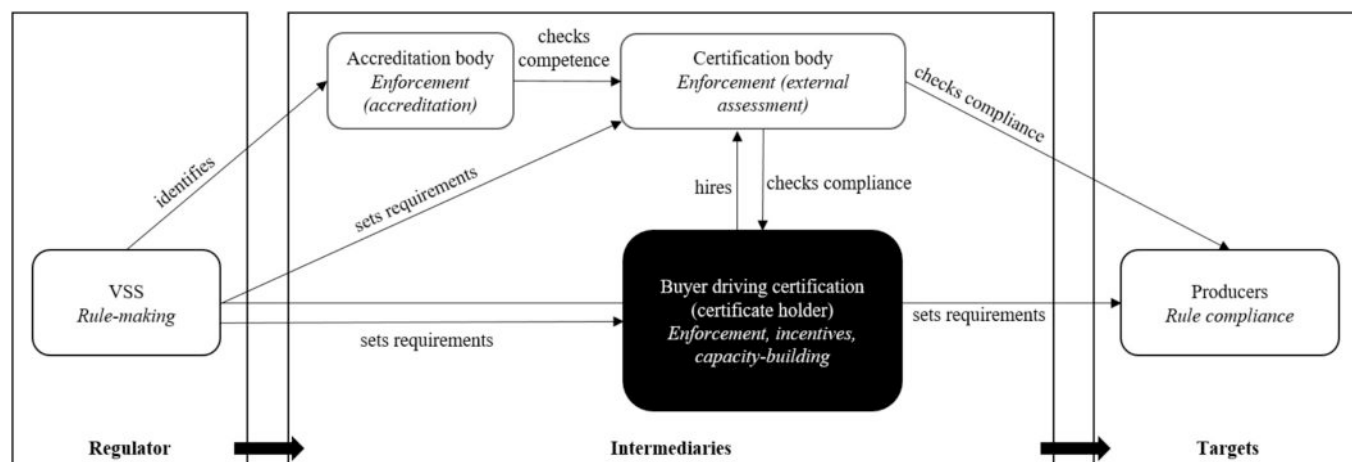 Accreditation body
Enforcement
(accreditation)
checks
competence
Certification body
Enforcement (external
assessment)
checks compliance
identifies
sets requirements
hires
checks compliance
VSS
Rule-making
sets requirements
Buyer driving certification
(certificate holder)
Enforcement, incentives,
capacity-building
sets requirements
Producers
Rule compliance
Regulator
Intermediaries
Targets